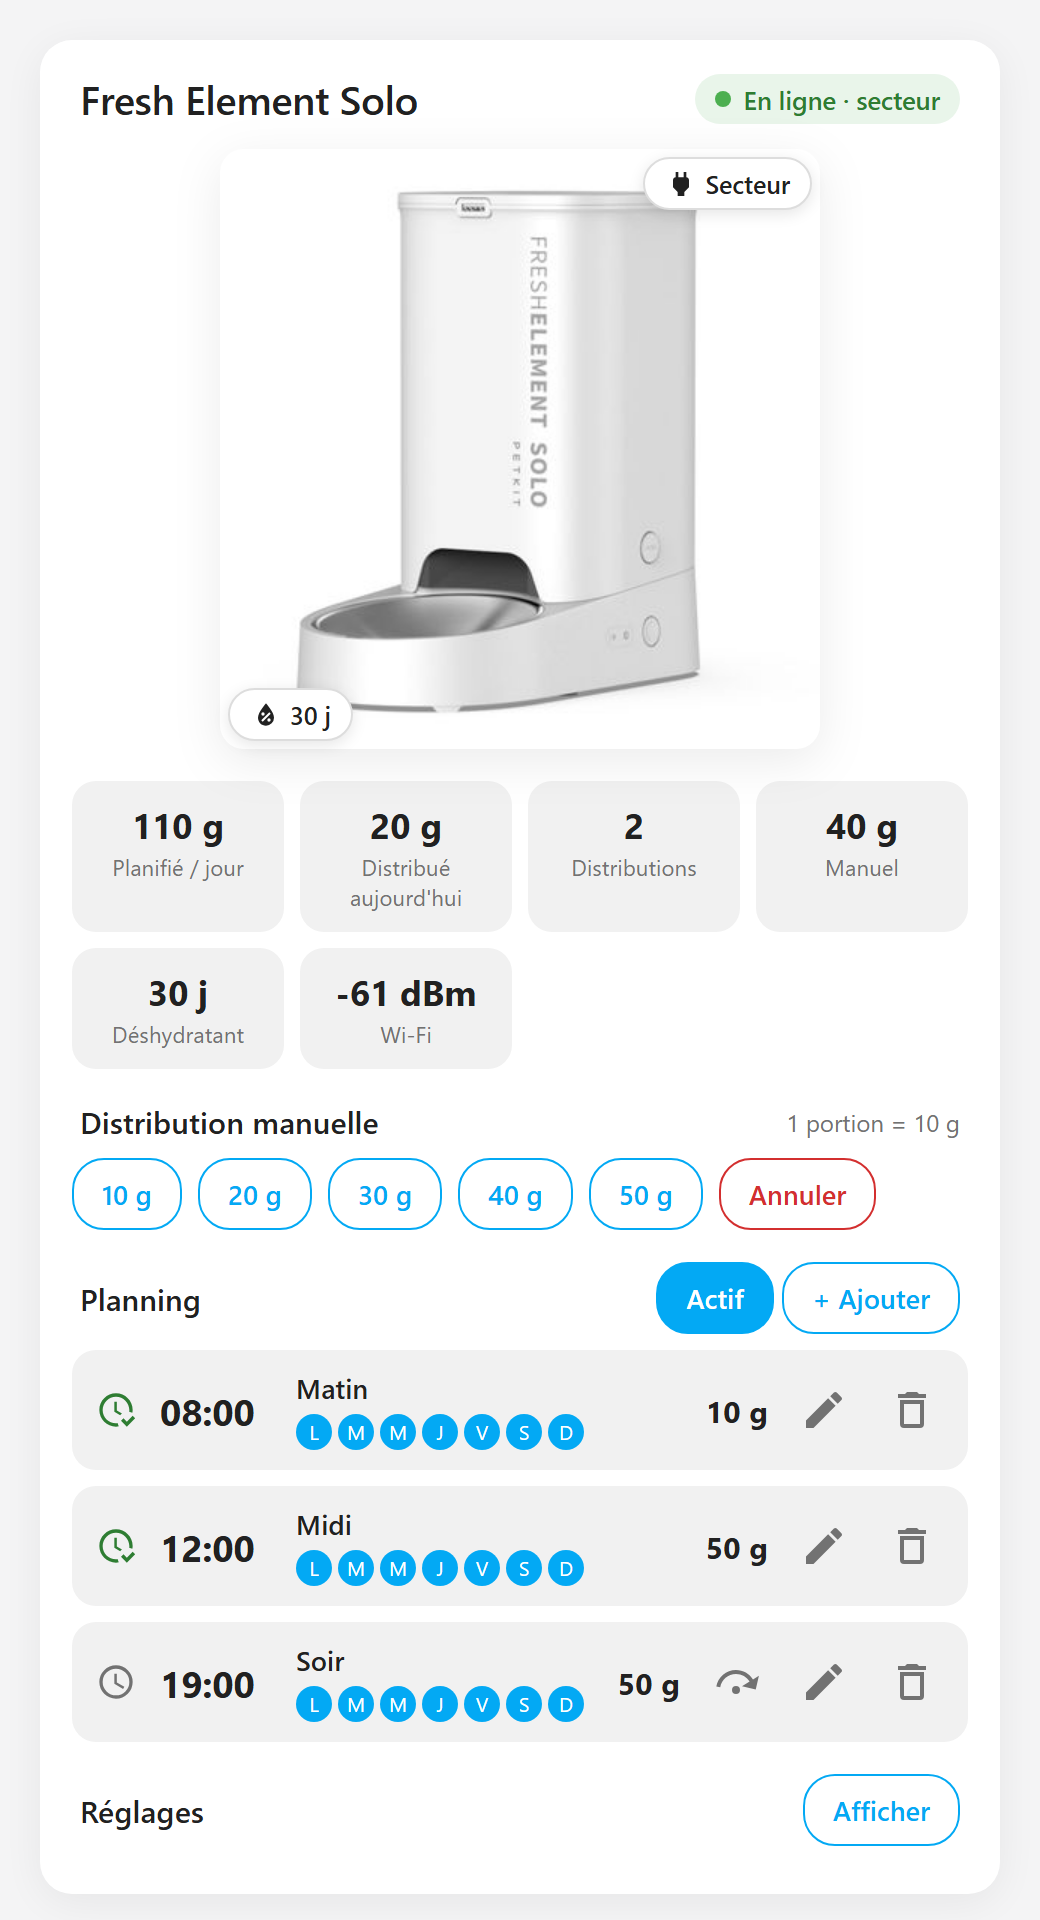 Fresh Element Solo
En ligne · secteur
Secteur
FRESHELEMENT SOLO
PETKIT
30 j
110 g
Planifié / jour
20 g
Distribué
aujourd'hui
2
Distributions
40 g
Manuel
30 j
Déshydratant
-61 dBm
Wi-Fi
Distribution manuelle
1 portion = 10 g
10 g
20 g
30 g
40 g
50 g
Annuler
Planning
Actif
+ Ajouter
08:00
Matin
L M M J V S D
10 g
12:00
Midi
L M M J V S D
50 g
19:00
Soir
L M M J V S D
50 g
Réglages
Afficher